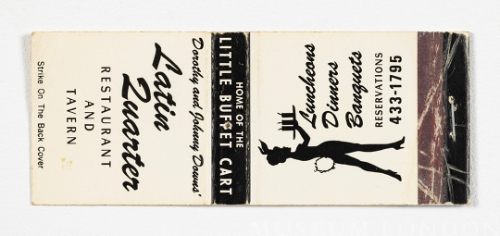 Strike On The Back Cover
Dorothy and Johnny Downs'
Latin
Quarter
RESTAURANT
AND
TAVERN
HOME OF THE
LITTLE BUFFET CART
Luncheons
Dinners
Banquets
RESERVATIONS
433-1795